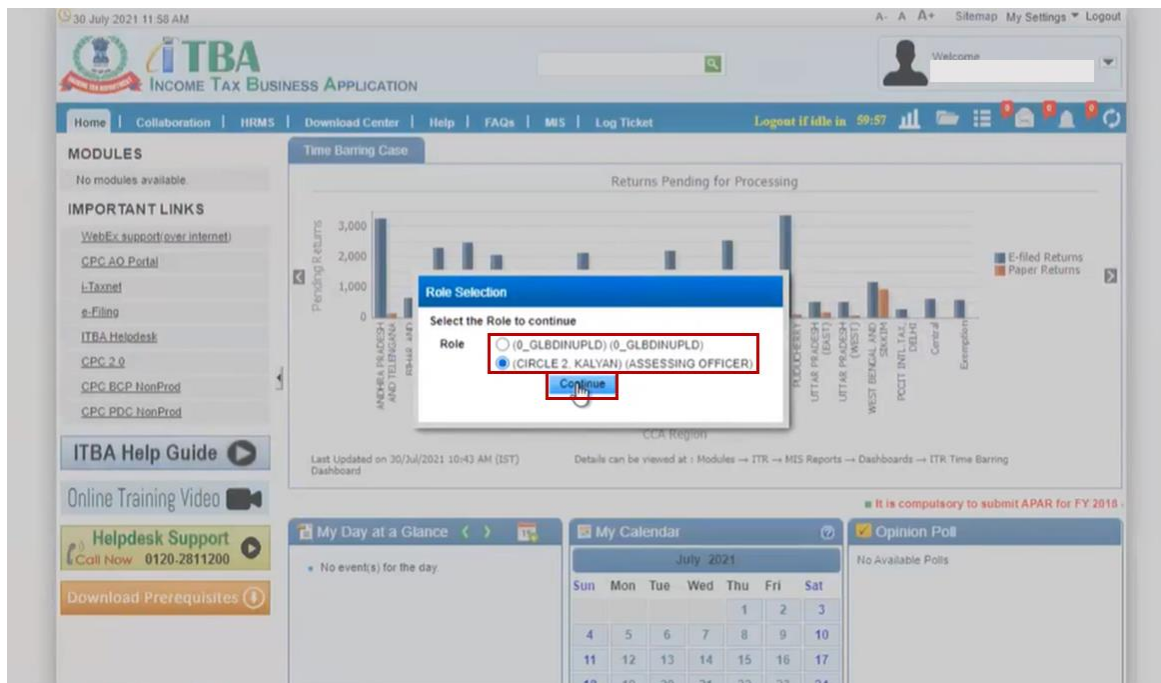 30 July 2021 11:58 AM
A- A A+ Sitemap My Settings Logout
iTBA
INCOME TAX BUSINESS APPLICATION
Welcome
Home | Collaboration | HRMS | Download Center | Help | FAQs | MIS | Log Ticket
Logout if idle in 59:57
0 0 0
MODULES
No modules available.
IMPORTANT LINKS
WebEx support(over internet)
CPC AO Portal
i-Taxnet
e-Filing
ITBA Helpdesk
CPC 2.0
CPC BCP NonProd
CPC PDC NonProd
ITBA Help Guide
Online Training Video
Helpdesk Support
Call Now 0120-2811200
Download Prerequisites
Time Barring Case
Returns Pending for Processing
Pending Returns
3,000
2,000
1,000
0
E-filed Returns
Paper Returns
ANDHRA PRADESH AND TELENGANA
BIHAR AND
PUDUCHERRY
UTTAR PRADESH (EAST)
UTTAR PRADESH (WEST)
WEST BENGAL AND SIKKIM
PCCIT INTL. TAX, DELHI
Central
Exemption
CCA Region
Role Selection
Select the Role to continue
Role
(0_GLBDINUPLD) (0_GLBDINUPLD)
(CIRCLE 2, KALYAN) (ASSESSING OFFICER)
Continue
Last Updated on 30/Jul/2021 10:43 AM (IST)
Dashboard
Details can be viewed at : Modules → ITR → MIS Reports → Dashboards → ITR Time Barring
It is compulsory to submit APAR for FY 2018
My Day at a Glance
No event(s) for the day.
My Calendar
July 2021
Sun Mon Tue Wed Thu Fri Sat
1 2 3
4 5 6 7 8 9 10
11 12 13 14 15 16 17
Opinion Poll
No Available Polls